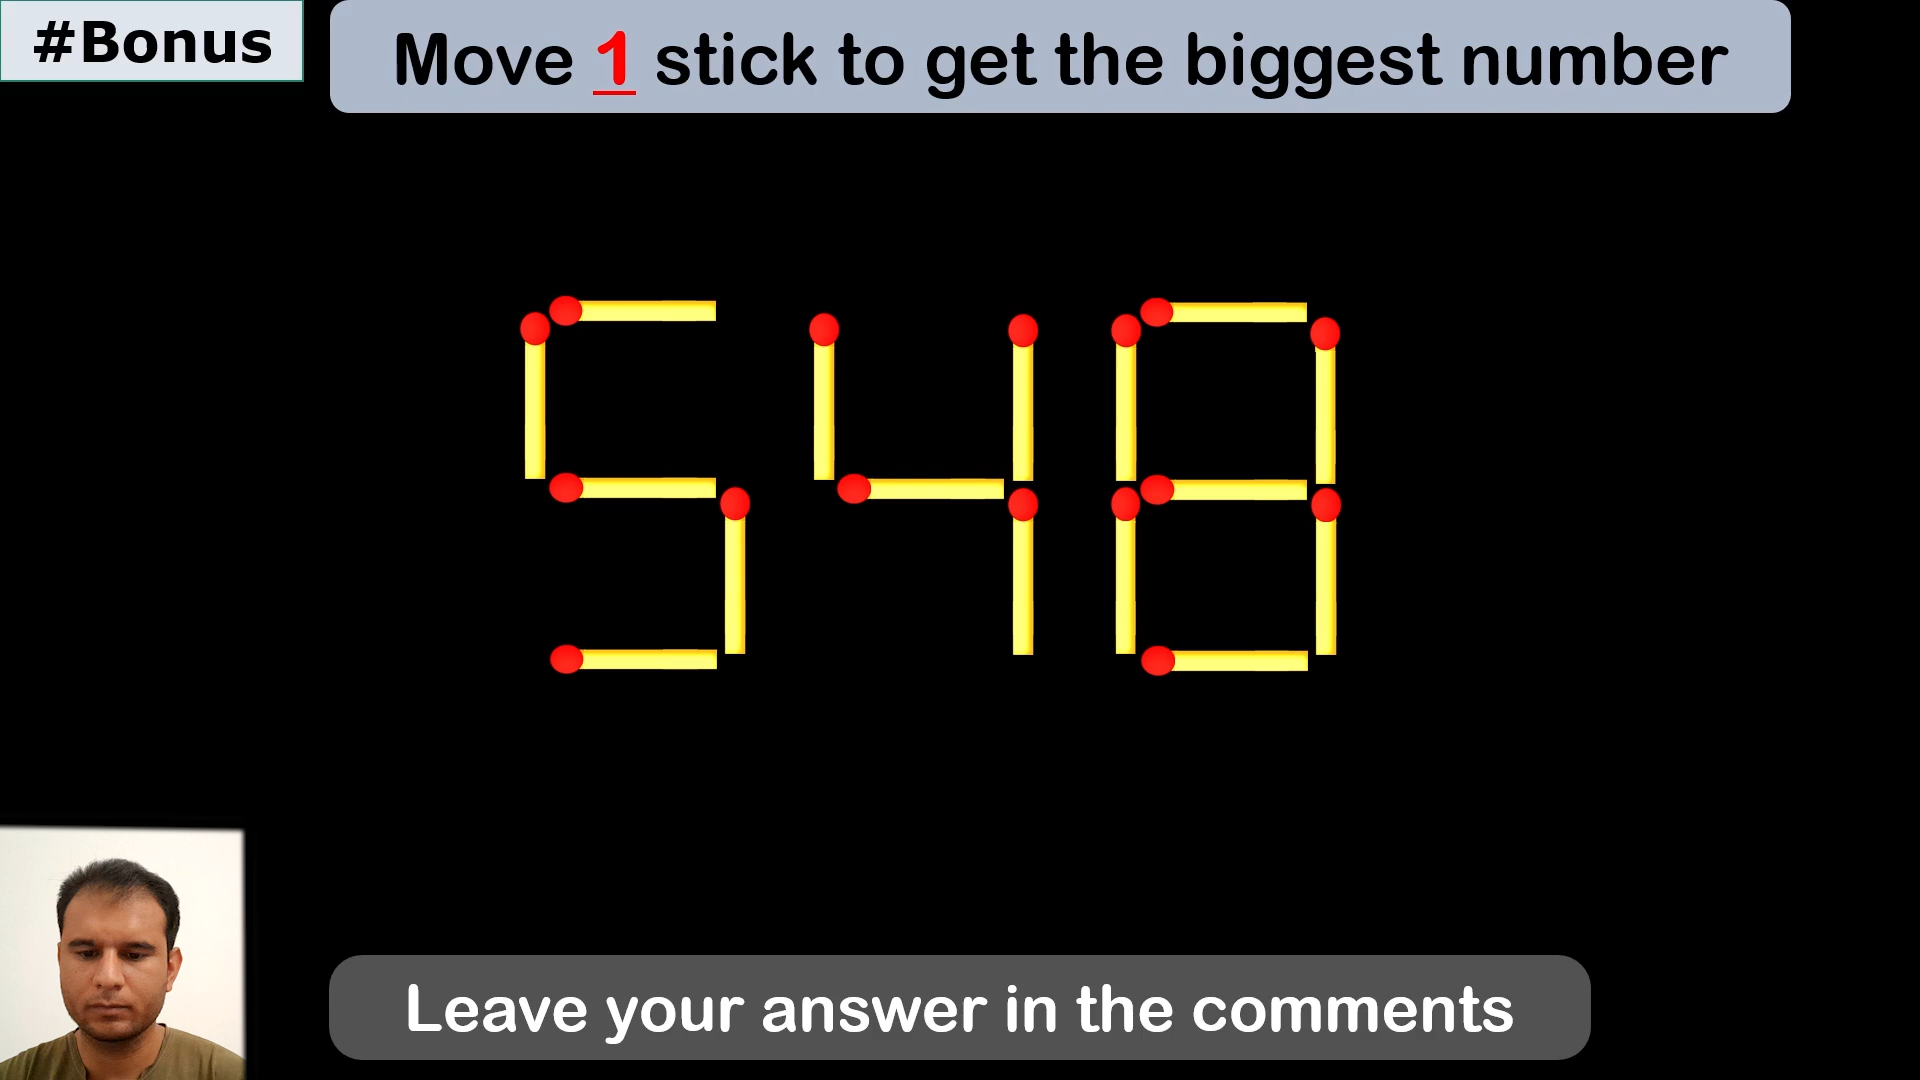 #Bonus
Move 1 stick to get the biggest number
548
Leave your answer in the comments